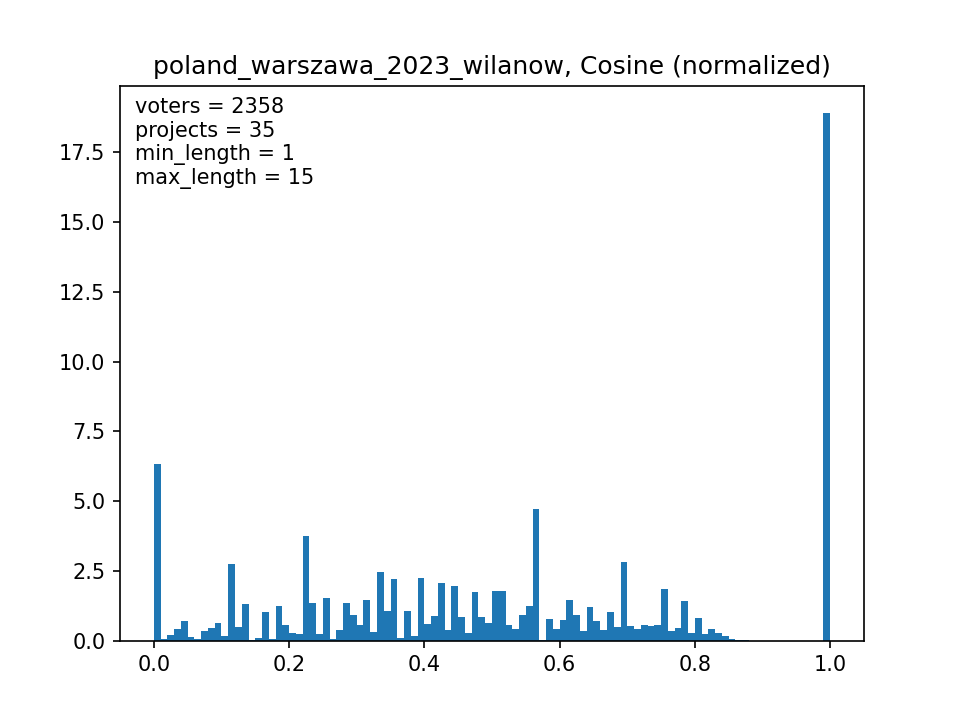 poland_warszawa_2023_wilanow, Cosine (normalized)
voters = 2358
projects = 35
min_length = 1
max_length = 15
17.5
15.0
12.5
10.0
7.5
5.0
2.5
0.0
0.0 0.2 0.4 0.6 0.8 1.0